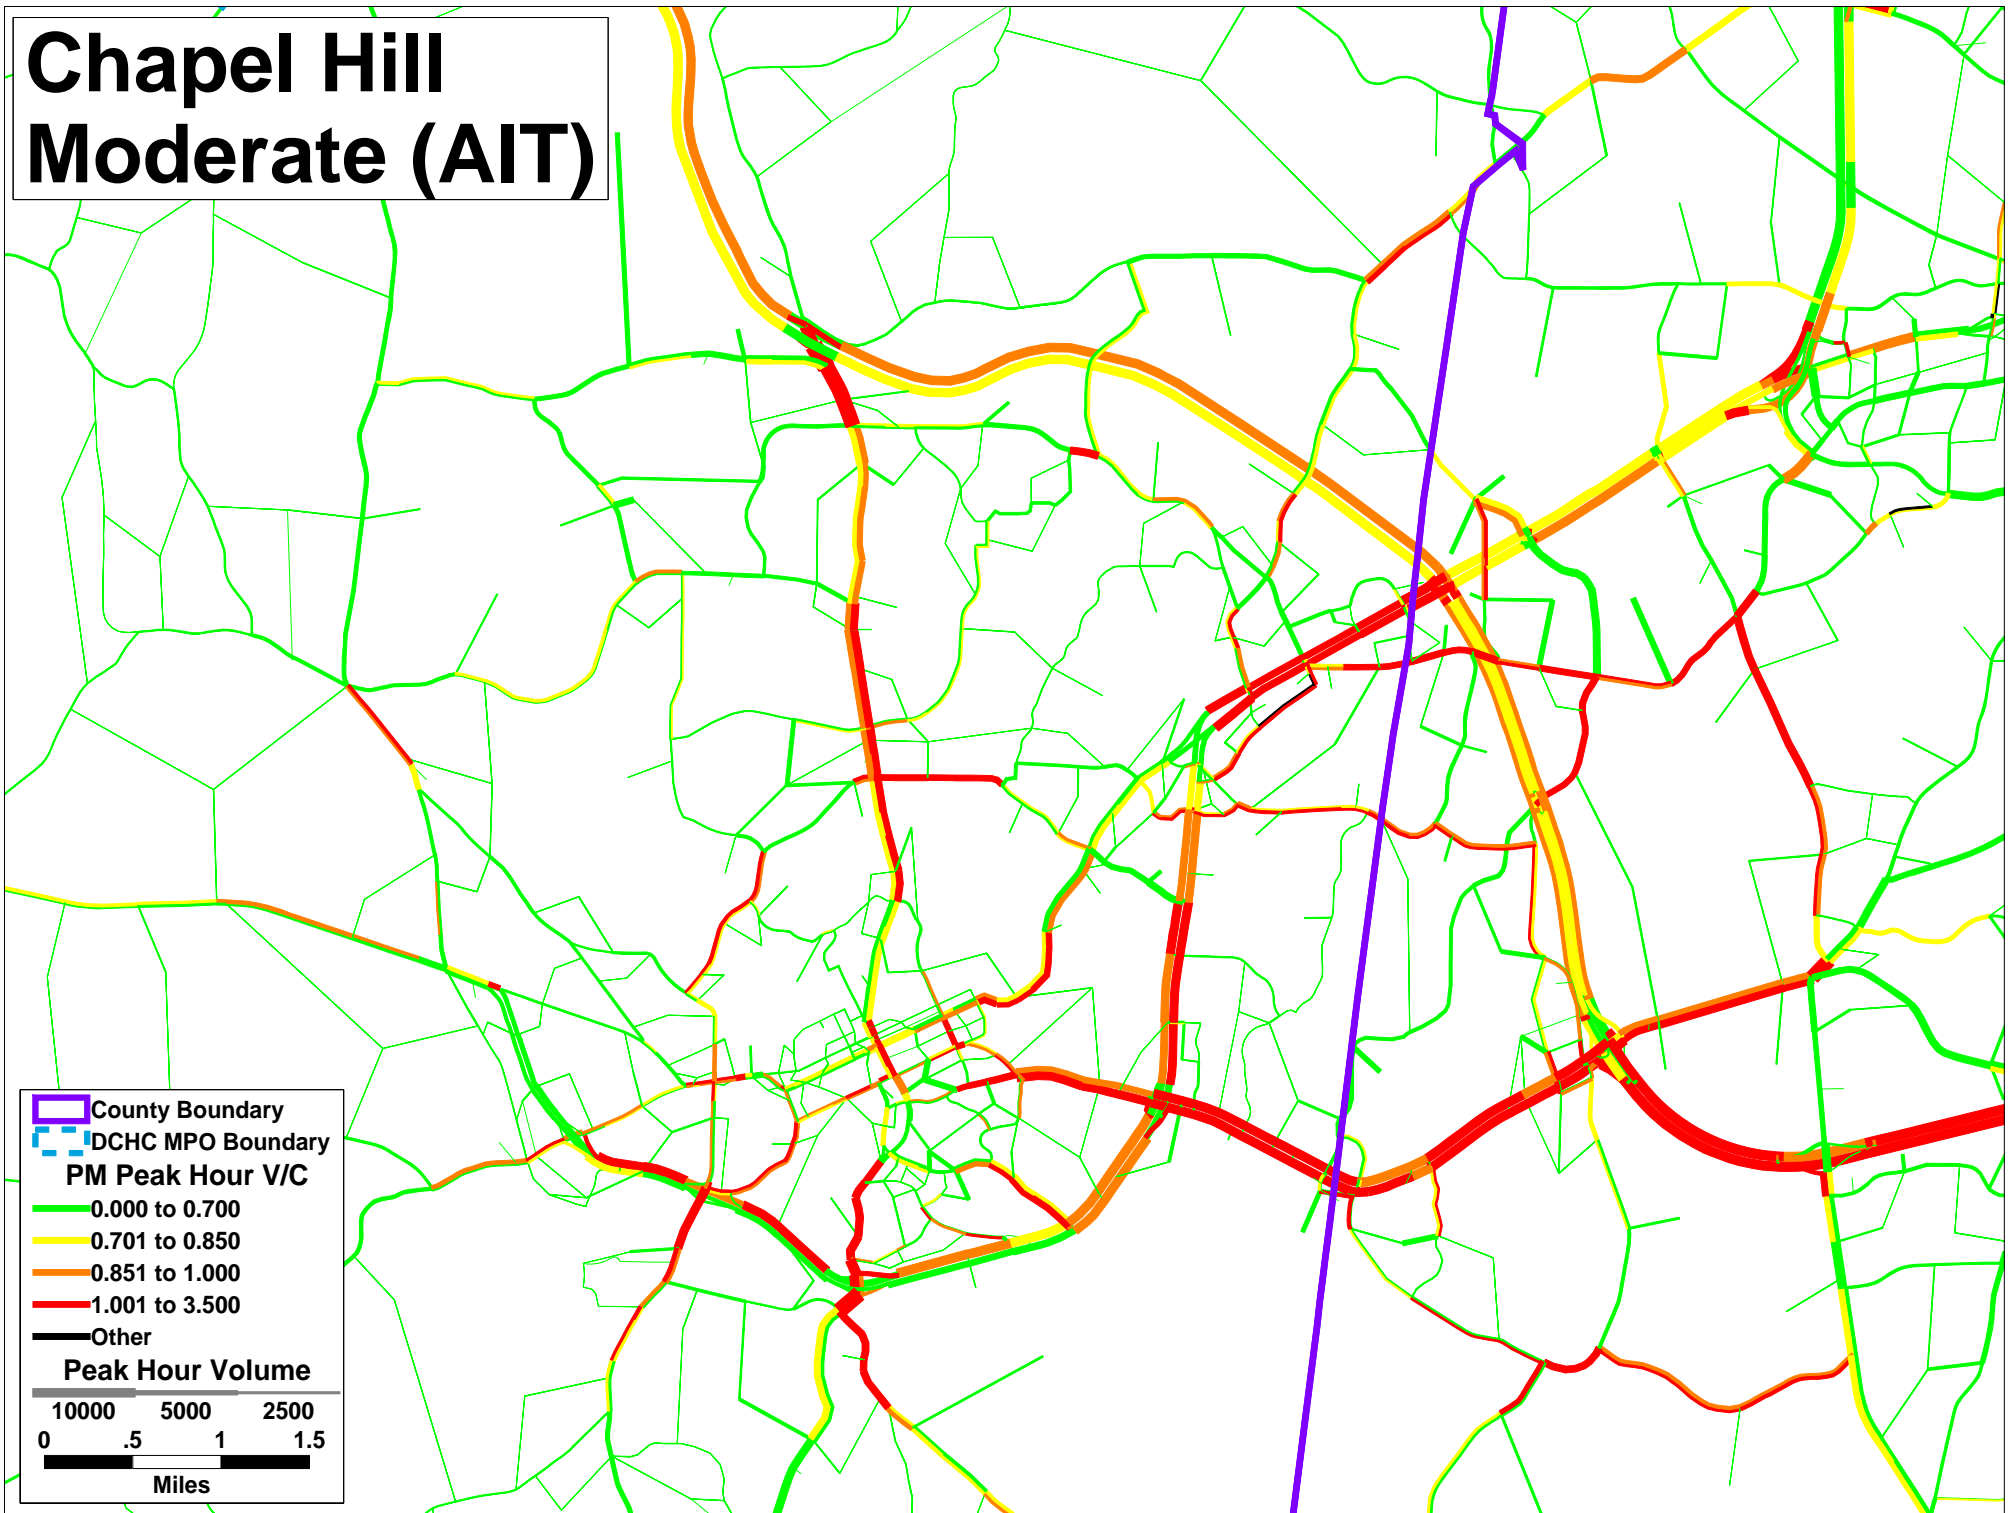 Chapel Hill
Moderate (AIT)
County Boundary
DCHC MPO Boundary
PM Peak Hour V/C
0.000 to 0.700
0.701 to 0.850
0.851 to 1.000
1.001 to 3.500
Other
Peak Hour Volume
10000 5000 2500
0 .5 1 1.5
Miles